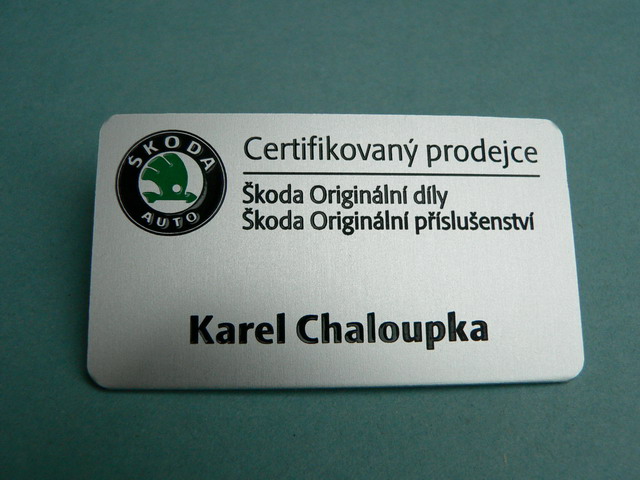 ŠKODA
AUTO
Certifikovaný prodejce
Škoda Originální díly
Škoda Originální příslušenství
Karel Chaloupka